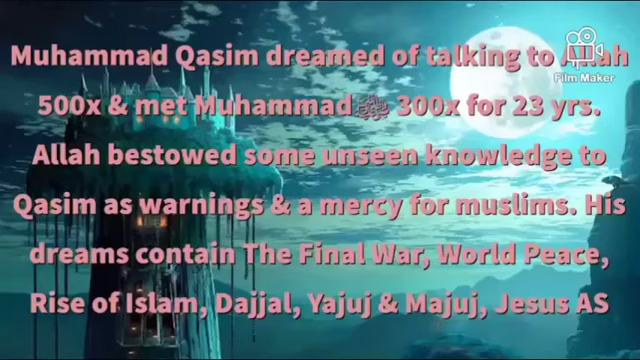 Muhammad Qasim dreamed of talking to Allah
500x & met Muhammadﷺ 300x for 23 yrs.
Allah bestowed some unseen knowledge to
Qasim as warnings & a mercy for muslims. His
dreams contain The Final War, World Peace,
Rise of Islam, Dajjal, Yajuj & Majuj, Jesus AS
Film Maker